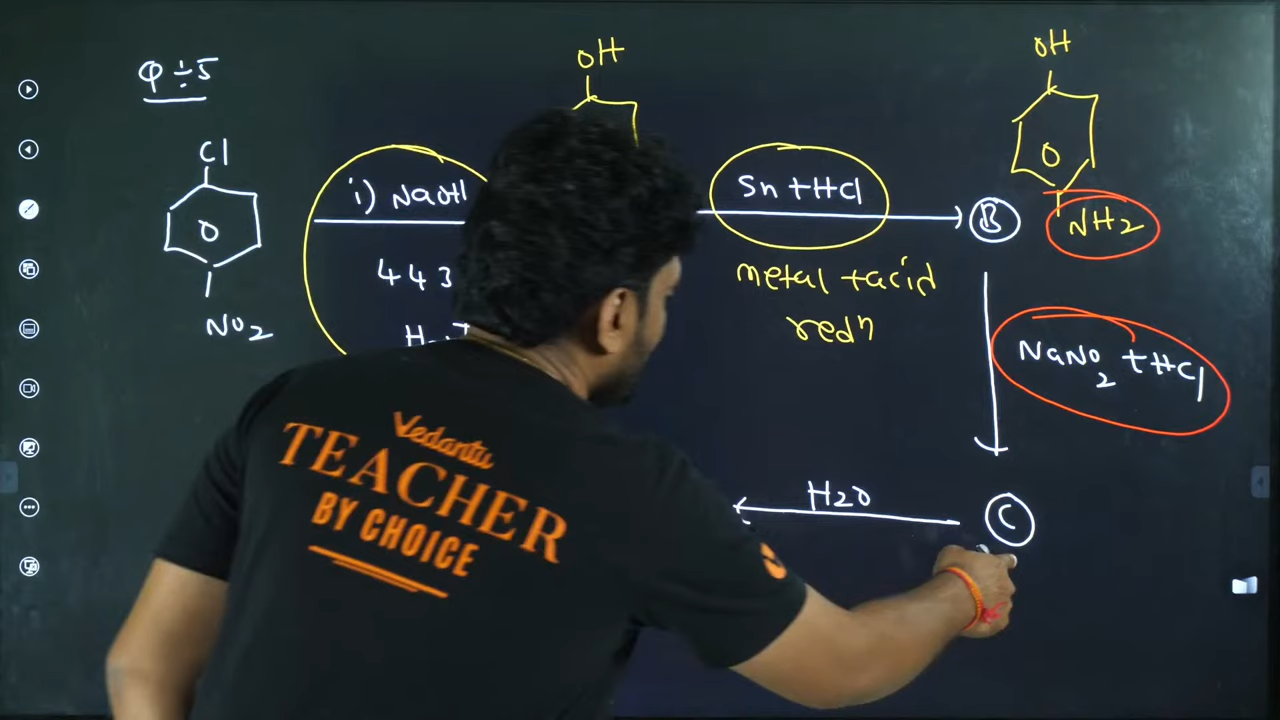 Q÷5
Cl
NO2
i) NaOH
443
OH
Sn+HCl
metal +acid
redn
B
OH
NH2
NaNO2+HCl
C
H2O
Vedantu
TEACHER
BY CHOICE